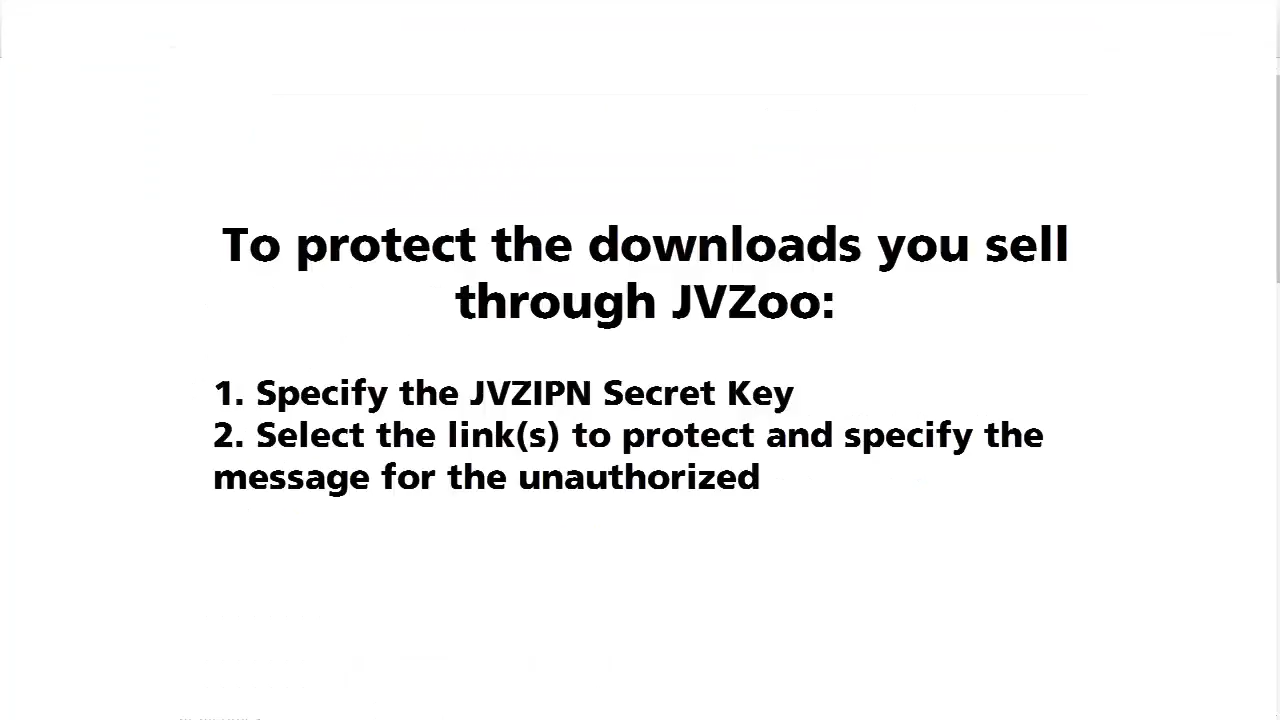 To protect the downloads you sell
through JVZoo:
1. Specify the JVZIPN Secret Key
2. Select the link(s) to protect and specify the
message for the unauthorized